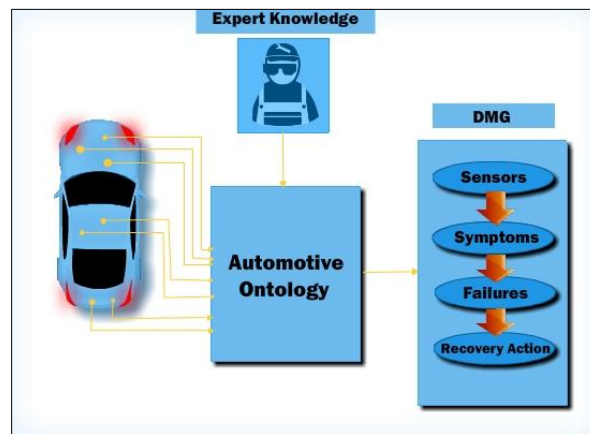 Expert Knowledge
DMG
Sensors
Symptoms
Failures
Recovery Action
Automotive
Ontology